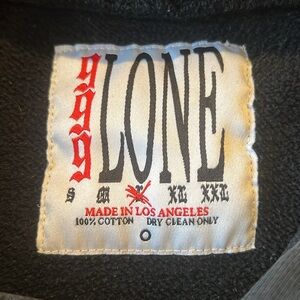 999
LONE
S M L XL XXL
MADE IN LOS ANGELES
100% COTTON DRY CLEAN ONLY
O